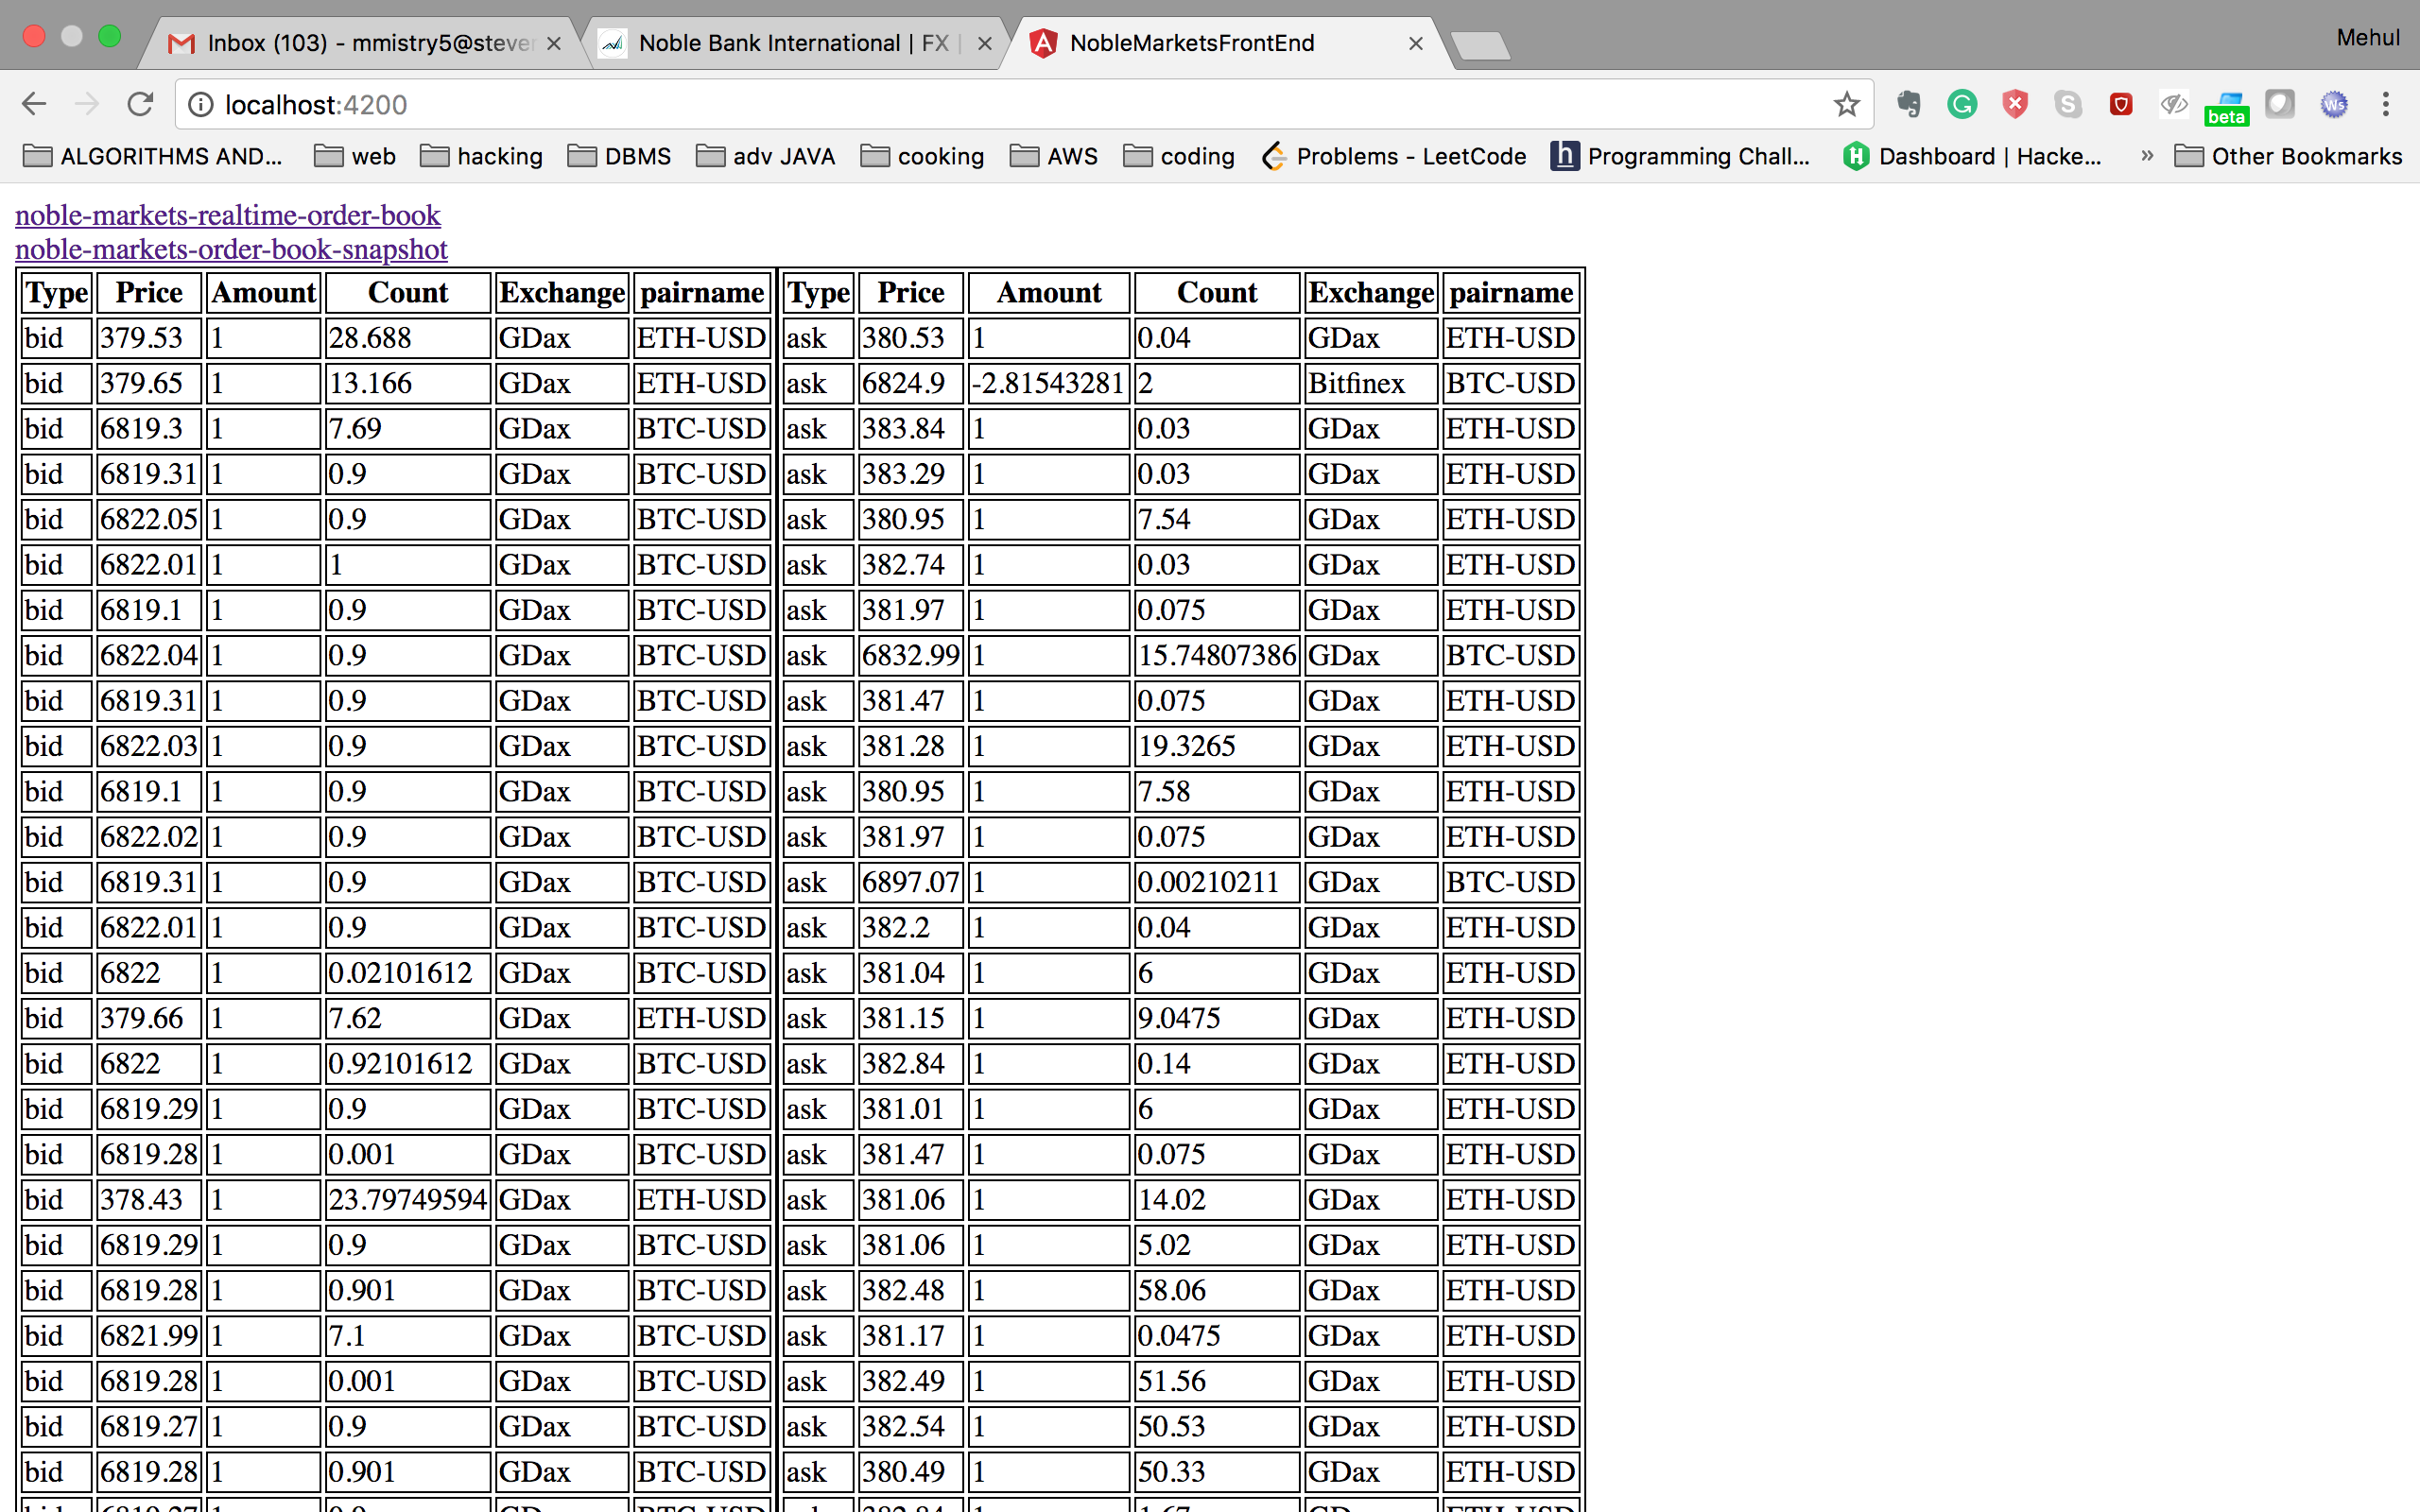 Inbox (103) - mmistry5@steve
Noble Bank International | FX |
NobleMarketsFrontEnd
Mehul
localhost:4200
beta
Ws
ALGORITHMS AND... web hacking DBMS adv JAVA cooking AWS coding Problems - LeetCode Programming Chall... Dashboard | Hacke... » Other Bookmarks
noble-markets-realtime-order-book
noble-markets-order-book-snapshot
Type Price Amount Count Exchange pairname Type Price Amount Count Exchange pairname
bid 379.53 1 28.688 GDax ETH-USD ask 380.53 1 0.04 GDax ETH-USD
bid 379.65 1 13.166 GDax ETH-USD ask 6824.9 -2.81543281 2 Bitfinex BTC-USD
bid 6819.3 1 7.69 GDax BTC-USD ask 383.84 1 0.03 GDax ETH-USD
bid 6819.31 1 0.9 GDax BTC-USD ask 383.29 1 0.03 GDax ETH-USD
bid 6822.05 1 0.9 GDax BTC-USD ask 380.95 1 7.54 GDax ETH-USD
bid 6822.01 1 1 GDax BTC-USD ask 382.74 1 0.03 GDax ETH-USD
bid 6819.1 1 0.9 GDax BTC-USD ask 381.97 1 0.075 GDax ETH-USD
bid 6822.04 1 0.9 GDax BTC-USD ask 6832.99 1 15.74807386 GDax BTC-USD
bid 6819.31 1 0.9 GDax BTC-USD ask 381.47 1 0.075 GDax ETH-USD
bid 6822.03 1 0.9 GDax BTC-USD ask 381.28 1 19.3265 GDax ETH-USD
bid 6819.1 1 0.9 GDax BTC-USD ask 380.95 1 7.58 GDax ETH-USD
bid 6822.02 1 0.9 GDax BTC-USD ask 381.97 1 0.075 GDax ETH-USD
bid 6819.31 1 0.9 GDax BTC-USD ask 6897.07 1 0.00210211 GDax BTC-USD
bid 6822.01 1 0.9 GDax BTC-USD ask 382.2 1 0.04 GDax ETH-USD
bid 6822 1 0.02101612 GDax BTC-USD ask 381.04 1 6 GDax ETH-USD
bid 379.66 1 7.62 GDax ETH-USD ask 381.15 1 9.0475 GDax ETH-USD
bid 6822 1 0.92101612 GDax BTC-USD ask 382.84 1 0.14 GDax ETH-USD
bid 6819.29 1 0.9 GDax BTC-USD ask 381.01 1 6 GDax ETH-USD
bid 6819.28 1 0.001 GDax BTC-USD ask 381.47 1 0.075 GDax ETH-USD
bid 378.43 1 23.79749594 GDax ETH-USD ask 381.06 1 14.02 GDax ETH-USD
bid 6819.29 1 0.9 GDax BTC-USD ask 381.06 1 5.02 GDax ETH-USD
bid 6819.28 1 0.901 GDax BTC-USD ask 382.48 1 58.06 GDax ETH-USD
bid 6821.99 1 7.1 GDax BTC-USD ask 381.17 1 0.0475 GDax ETH-USD
bid 6819.28 1 0.001 GDax BTC-USD ask 382.49 1 51.56 GDax ETH-USD
bid 6819.27 1 0.9 GDax BTC-USD ask 382.54 1 50.53 GDax ETH-USD
bid 6819.28 1 0.901 GDax BTC-USD ask 380.49 1 50.33 GDax ETH-USD